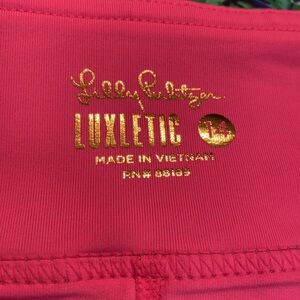 Lilly Pulitzer
LUXLETIC
MADE IN VIETNAM
RN# 88189